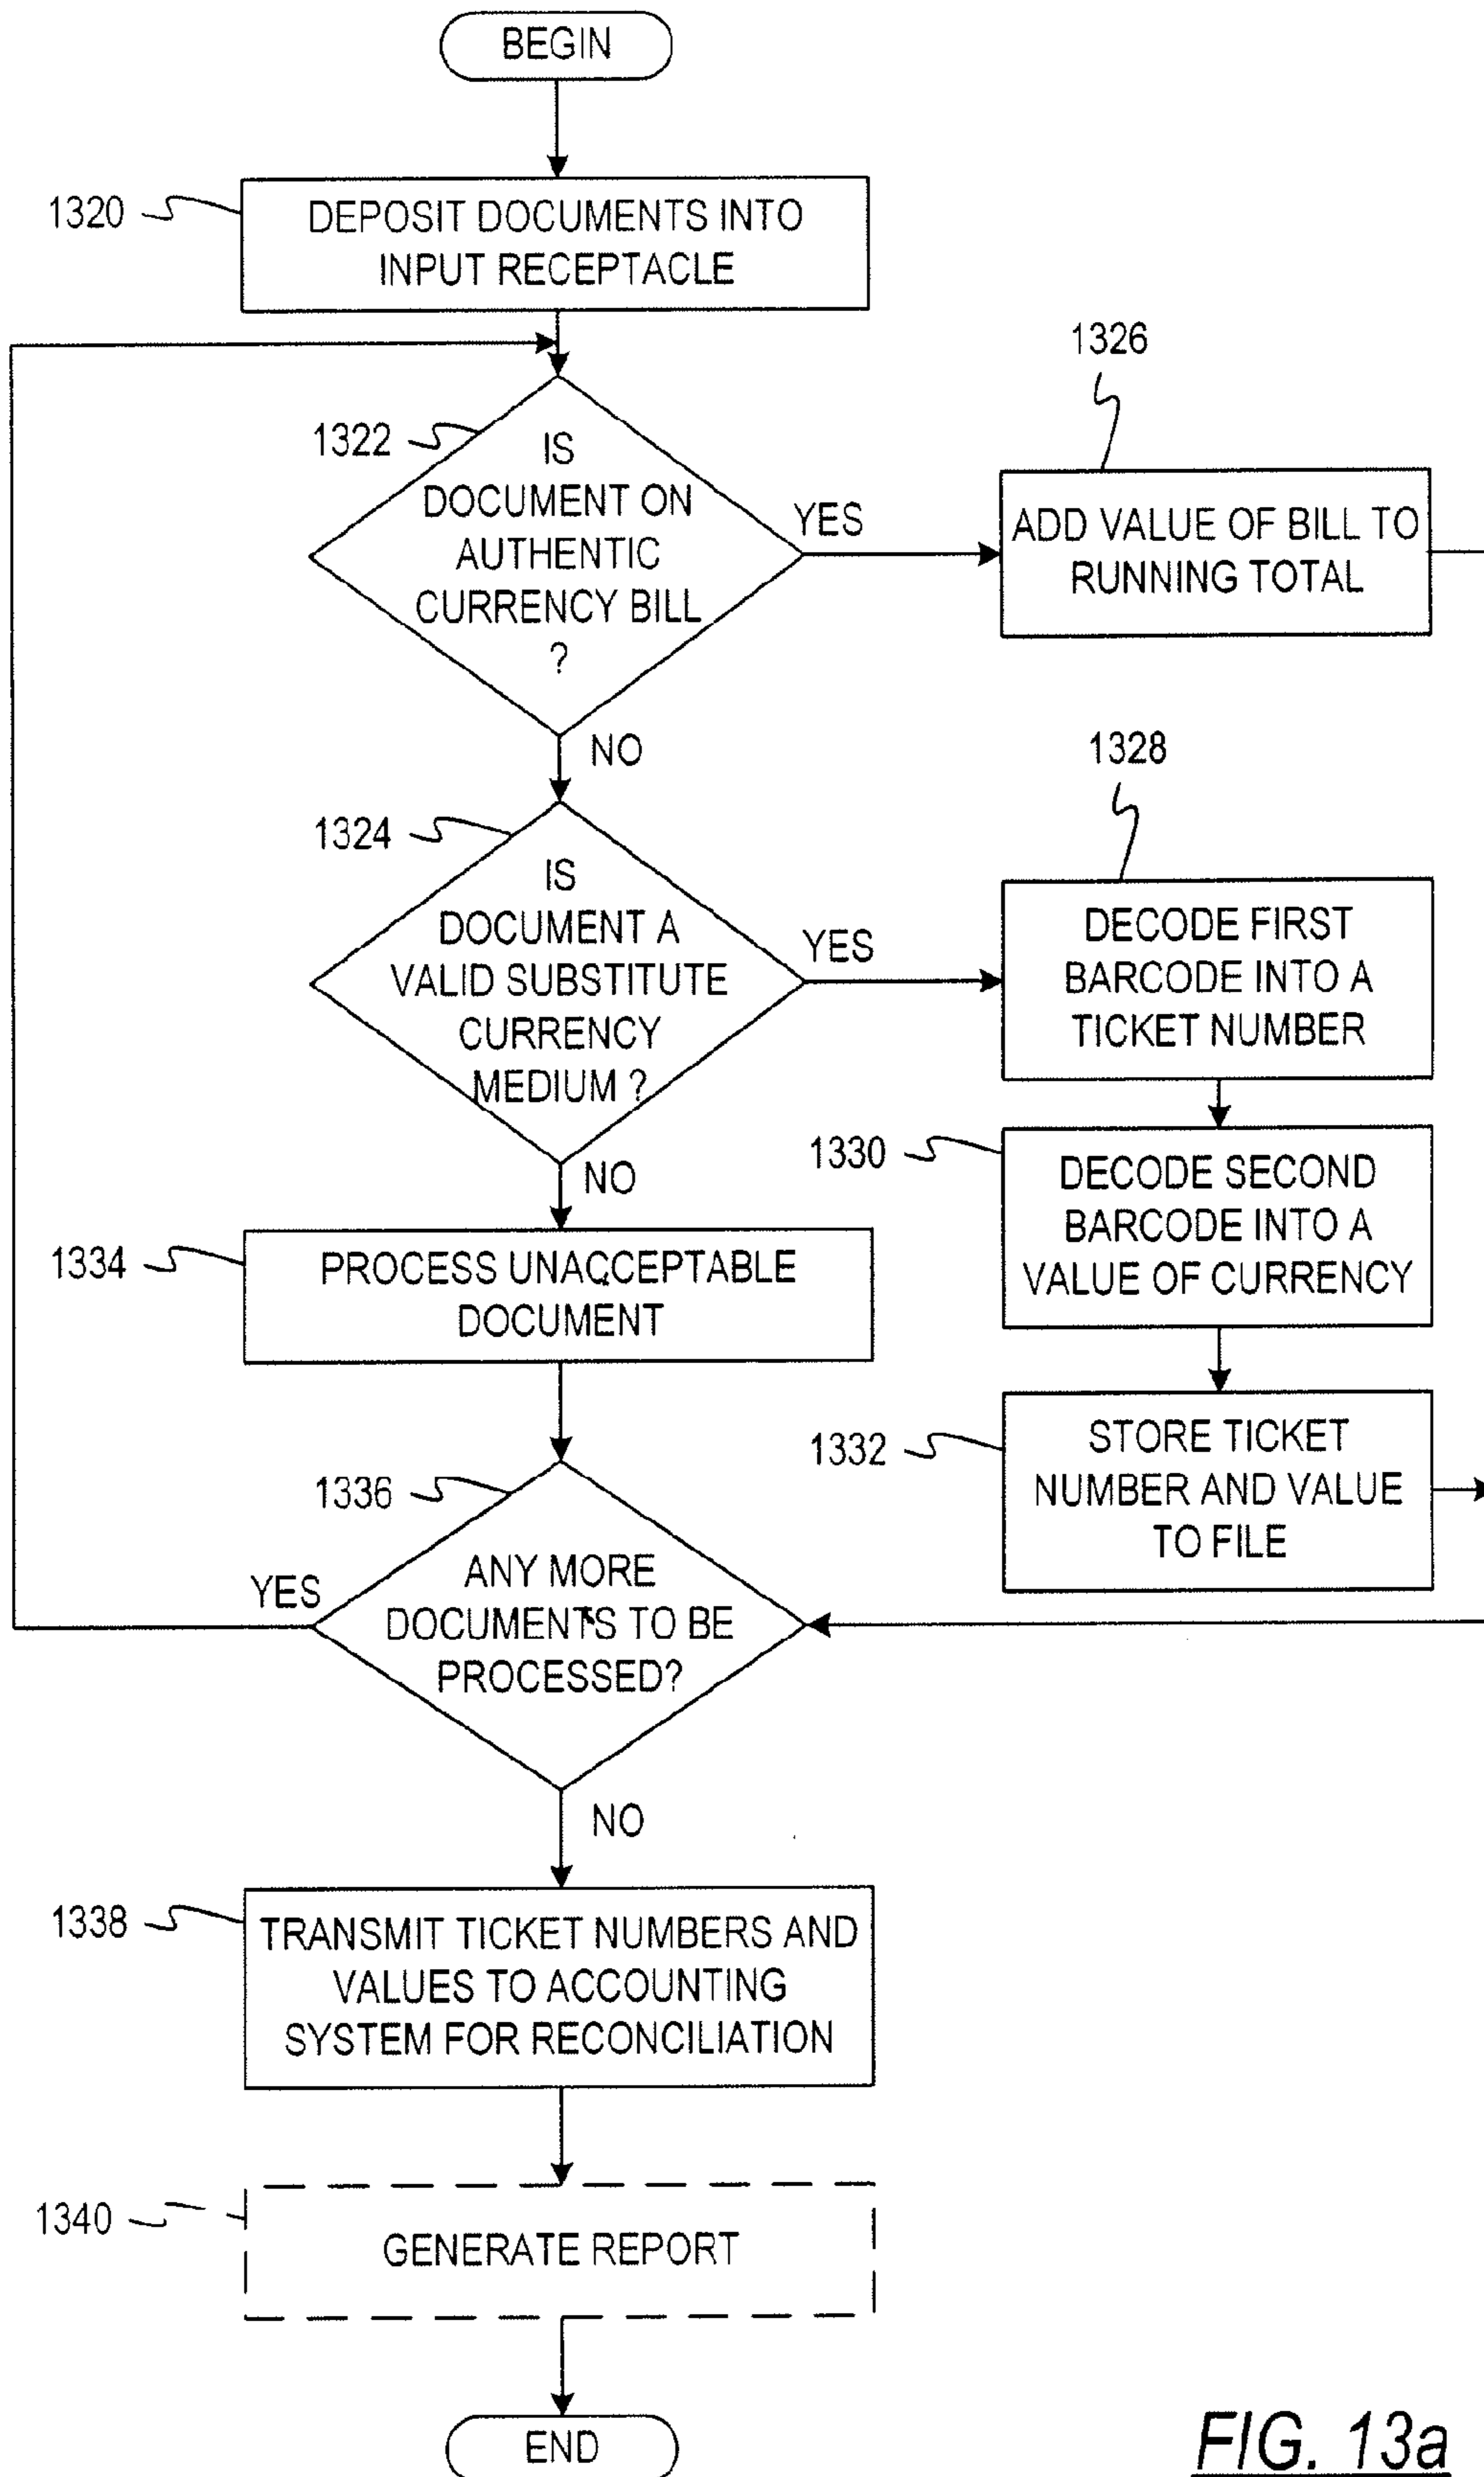 BEGIN
1320
DEPOSIT DOCUMENTS INTO
INPUT RECEPTACLE
1322
IS
DOCUMENT ON
AUTHENTIC
CURRENCY BILL
?
YES
1326
ADD VALUE OF BILL TO
RUNNING TOTAL
NO
1324
IS
DOCUMENT A
VALID SUBSTITUTE
CURRENCY
MEDIUM ?
YES
1328
DECODE FIRST
BARCODE INTO A
TICKET NUMBER
1330
DECODE SECOND
BARCODE INTO A
VALUE OF CURRENCY
1332
STORE TICKET
NUMBER AND VALUE
TO FILE
NO
1334
PROCESS UNACCEPTABLE
DOCUMENT
1336
ANY MORE
DOCUMENTS TO BE
PROCESSED?
YES
NO
1338
TRANSMIT TICKET NUMBERS AND
VALUES TO ACCOUNTING
SYSTEM FOR RECONCILIATION
1340
GENERATE REPORT
END
FIG. 13a